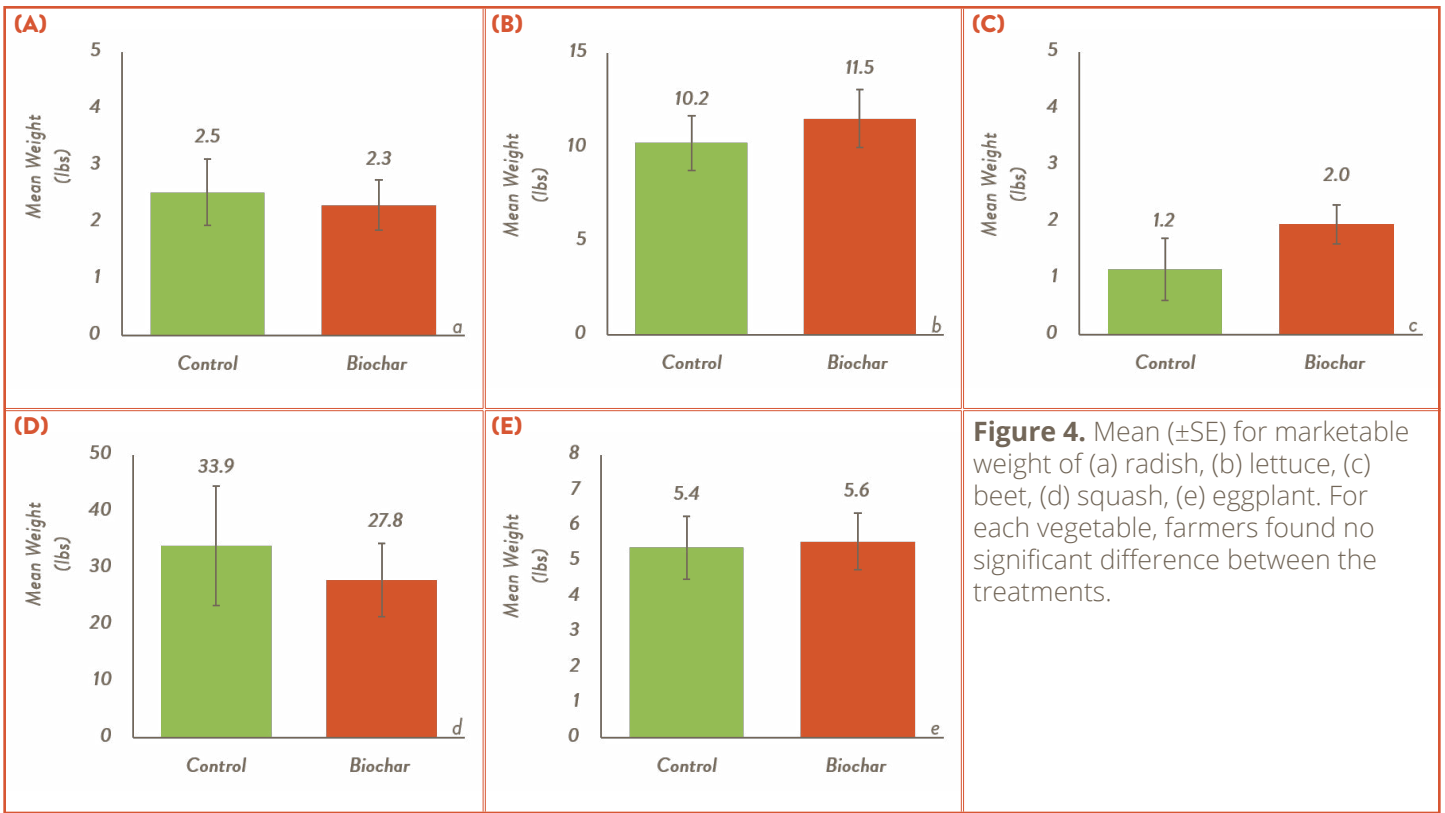 (A)
5
4
3
2
1
0
Mean Weight
(lbs)
2.5
2.3
a
Control Biochar
(B)
15
10
5
0
Mean Weight
(lbs)
10.2
11.5
b
Control Biochar
(C)
5
4
3
2
1
0
Mean Weight
(lbs)
1.2
2.0
c
Control Biochar
(D)
50
40
30
20
10
0
Mean Weight
(lbs)
33.9
27.8
d
Control Biochar
(E)
8
7
6
5
4
3
2
1
0
Mean Weight
(lbs)
5.4
5.6
e
Control Biochar
Figure 4. Mean (±SE) for marketable
weight of (a) radish, (b) lettuce, (c)
beet, (d) squash, (e) eggplant. For
each vegetable, farmers found no
significant difference between the
treatments.